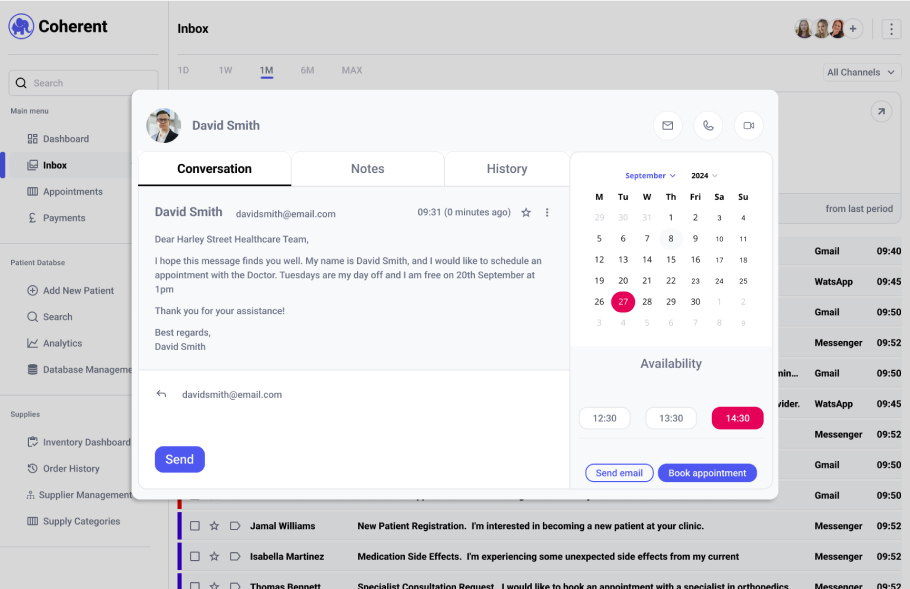 Coherent
Inbox
+
1D 1W 1M 6M MAX
All Channels
Search
Main menu
Dashboard
Inbox
Appointments
£ Payments
Patient Databse
Add New Patient
Search
Analytics
Database Manageme
Supplies
Inventory Dashboard
Order History
Supplier Management
Supply Categories
David Smith
Conversation Notes History
David Smith davidsmith@email.com 09:31 (0 minutes ago)
Dear Harley Street Healthcare Team,
I hope this message finds you well. My name is David Smith, and I would like to schedule an
appointment with the Doctor. Tuesdays are my day off and I am free on 20th September at
1pm
Thank you for your assistance!
Best regards,
David Smith
davidsmith@email.com
Send
September 2024
M Tu W Th Fri Sa Su
29 30 31 1 2 3 4
5 6 7 8 9 10 11
12 13 14 15 16 17 18
19 20 21 22 23 24 25
26 27 28 29 30 1 2
3 4 5 6 7 8 9
Availability
12:30 13:30 14:30
Send email Book appointment
from last period
Gmail 09:40
WatsApp 09:45
Gmail 09:50
Messenger 09:52
min... Gmail 09:50
vider. WatsApp 09:45
Messenger 09:52
Gmail 09:50
Gmail 09:50
Jamal Williams New Patient Registration. I'm interested in becoming a new patient at your clinic. Messenger 09:52
Isabella Martinez Medication Side Effects. I'm experiencing some unexpected side effects from my current Messenger 09:52
Thomas Bennett Specialist Consultation Request. I would like to book an appointment with a specialist in orthopedics. Messenger 09:52